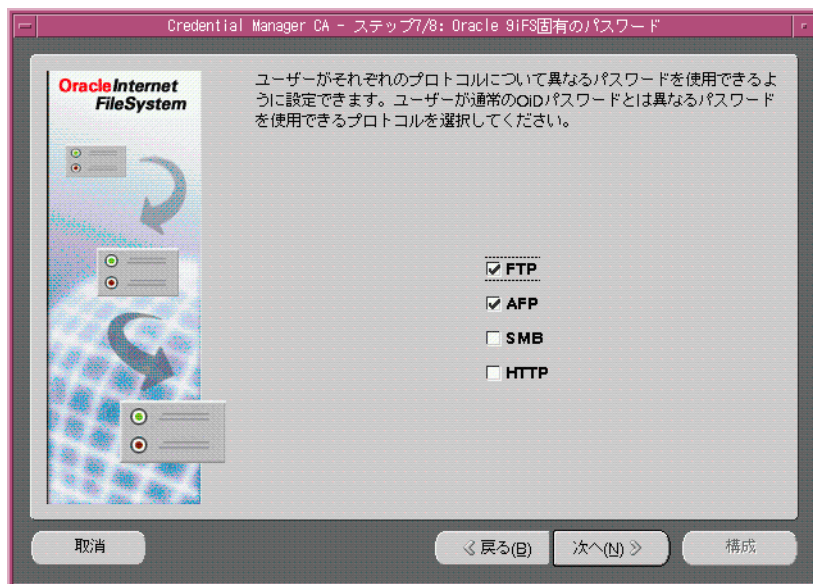 Credential Manager CA - ステップ7/8: Oracle 9iFS固有のパスワード
OracleInternet
FileSystem
ユーザーがそれぞれのプロトコルについて異なるパスワードを使用できるよ
うに設定できます。ユーザーが通常のOiDパスワードとは異なるパスワード
を使用できるプロトコルを選択してください。
FTP
AFP
SMB
HTTP
取消
戻る(B)
次へ(N)
構成